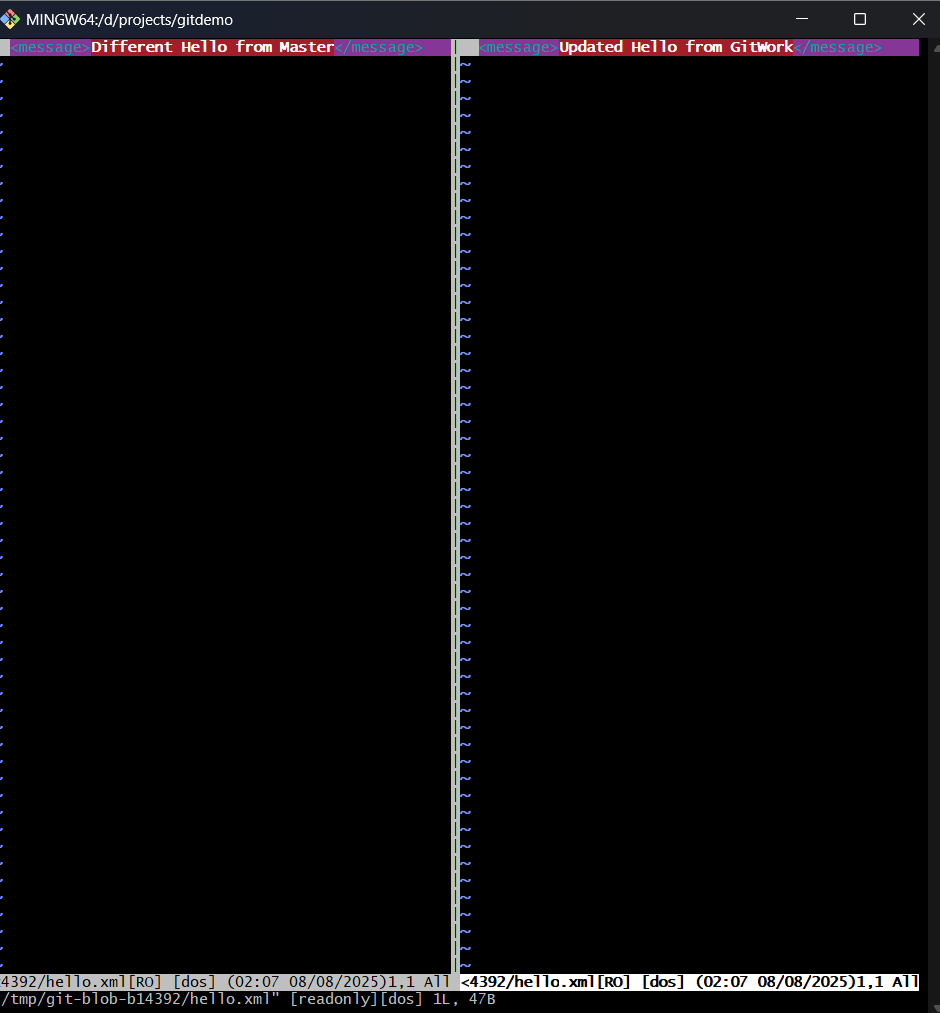 MINGW64:/d/projects/gitdemo
<message>Different Hello from Master</message>
<message>Updated Hello from GitWork</message>
<4392/hello.xml[RO] [dos] (02:07 08/08/2025)1,1 All
<4392/hello.xml[RO] [dos] (02:07 08/08/2025)1,1 All
/tmp/git-blob-b14392/hello.xml" [readonly][dos] 1L, 47B